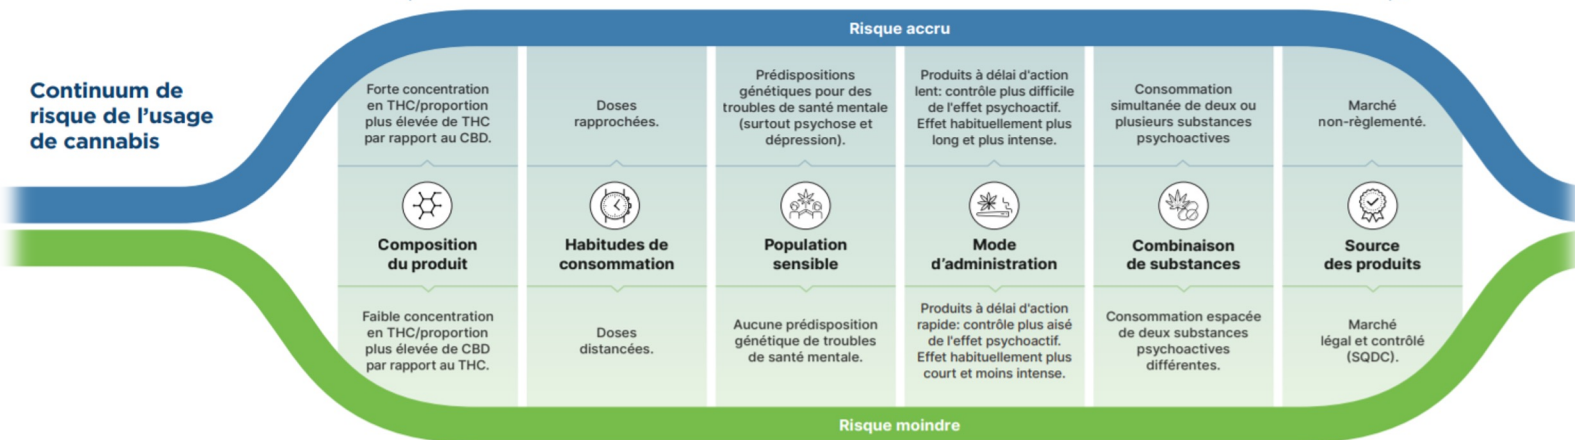 Continuum de
risque de l'usage
de cannabis
Risque accru
Forte concentration
en THC/proportion
plus élevée de THC
par rapport au CBD.
Doses
rapprochées.
Prédispositions
génétiques pour des
troubles de santé mentale
(surtout psychose et
dépression).
Produits à délai d'action
lent: contrôle plus difficile
de l'effet psychoactif.
Effet habituellement plus
long et plus intense.
Consommation
simultanée de deux ou
plusieurs substances
psychoactives
Marché
non-règlementé.
Composition
du produit
Habitudes de
consommation
Population
sensible
Mode
d'administration
Combinaison
de substances
Source
des produits
Faible concentration
en THC/proportion
plus élevée de CBD
par rapport au THC.
Doses
distancées.
Aucune prédisposition
génétique de troubles
de santé mentale.
Produits à délai d'action
rapide: contrôle plus aisé
de l'effet psychoactif.
Effet habituellement plus
court et moins intense.
Consommation espacée
de deux substances
psychoactives
différentes.
Marché
légal et contrôlé
(SQDC).
Risque moindre